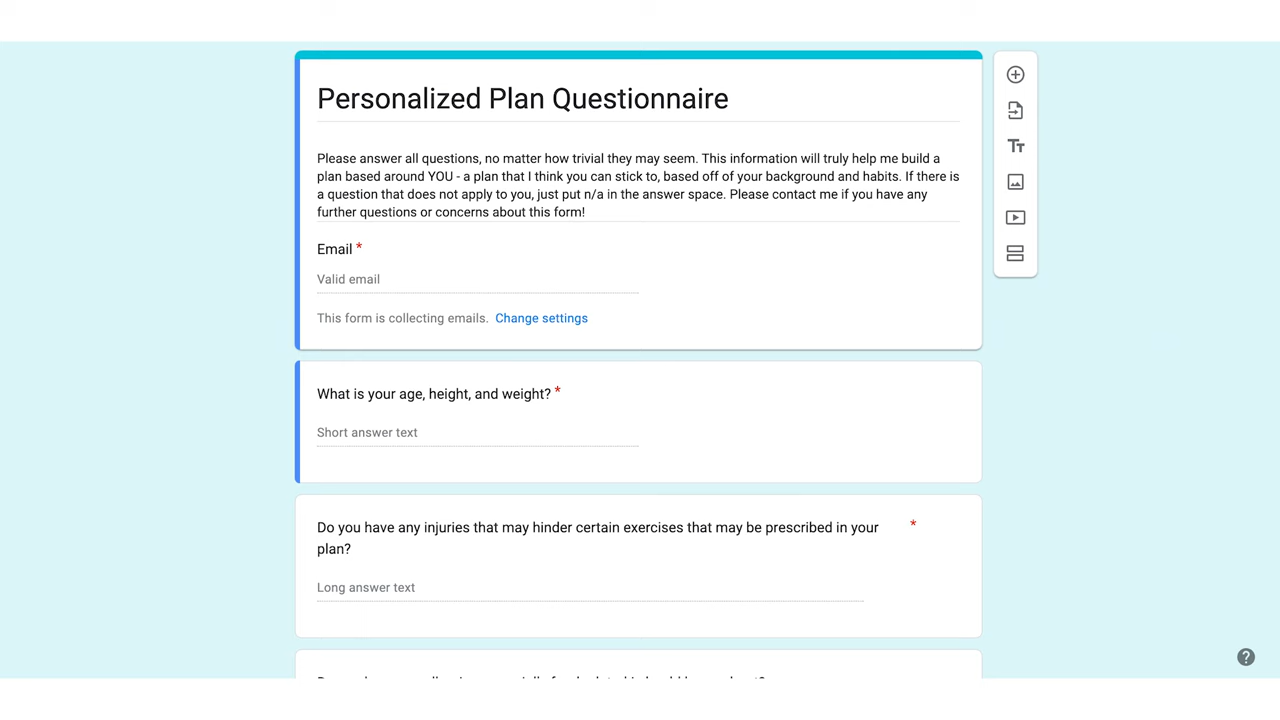 Personalized Plan Questionnaire
Please answer all questions, no matter how trivial they may seem. This information will truly help me build a
plan based around YOU - a plan that I think you can stick to, based off of your background and habits. If there is
a question that does not apply to you, just put n/a in the answer space. Please contact me if you have any
further questions or concerns about this form!
Email *
Valid email
This form is collecting emails. Change settings
What is your age, height, and weight? *
Short answer text
Do you have any injuries that may hinder certain exercises that may be prescribed in your *
plan?
Long answer text